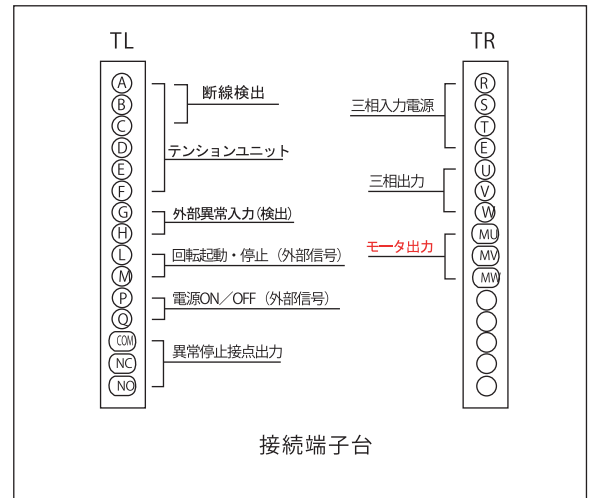 TL
A
B
C
D
E
F
G
H
L
M
P
Q
COM
NC
NO
断線検出
テンションユニット
外部異常入力(検出)
回転起動・停止（外部信号）
電源ON／OFF（外部信号）
異常停止接点出力
TR
三相入力電源
三相出力
モータ出力
R
S
T
E
U
V
W
MU
MV
MW
接続端子台